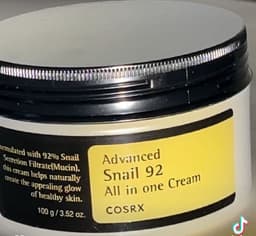 Formulated with 92% Snail
Secretion Filtrate(Mucin),
this cream helps naturally
create the appealing glow
of healthy skin.
100 g / 3.52 oz.
Advanced
Snail 92
All in one Cream
COSRX